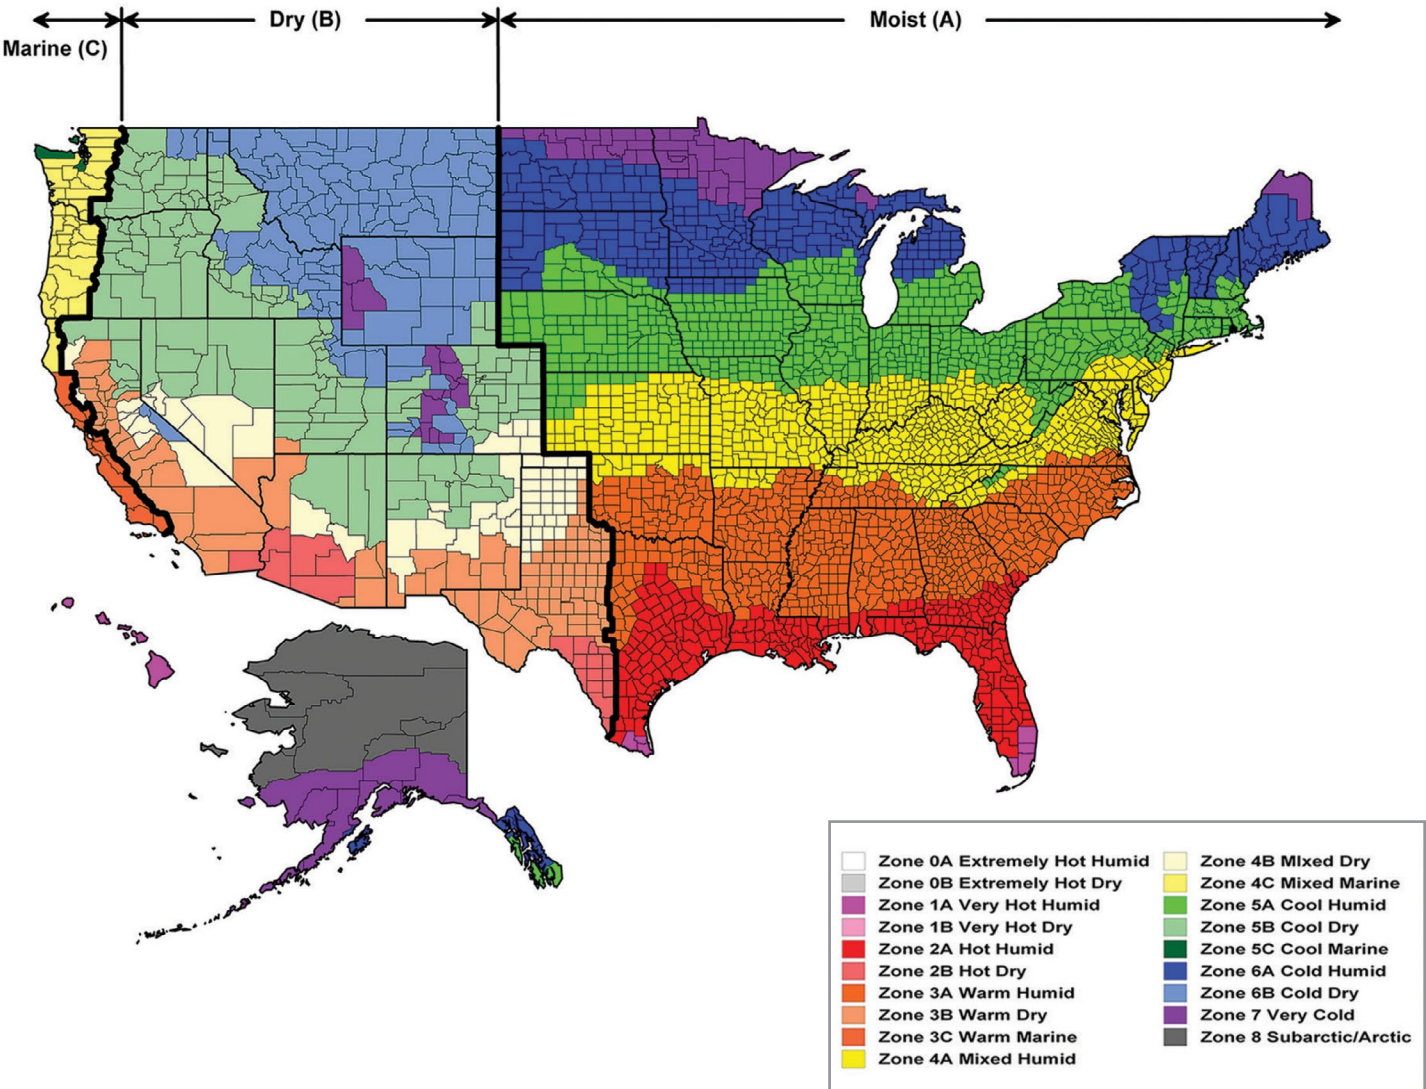 Dry (B)
Moist (A)
Marine (C)
Zone 0A Extremely Hot Humid
Zone 0B Extremely Hot Dry
Zone 1A Very Hot Humid
Zone 1B Very Hot Dry
Zone 2A Hot Humid
Zone 2B Hot Dry
Zone 3A Warm Humid
Zone 3B Warm Dry
Zone 3C Warm Marine
Zone 4A Mixed Humid
Zone 4B MIxed Dry
Zone 4C Mixed Marine
Zone 5A Cool Humid
Zone 5B Cool Dry
Zone 5C Cool Marine
Zone 6A Cold Humid
Zone 6B Cold Dry
Zone 7 Very Cold
Zone 8 Subarctic/Arctic